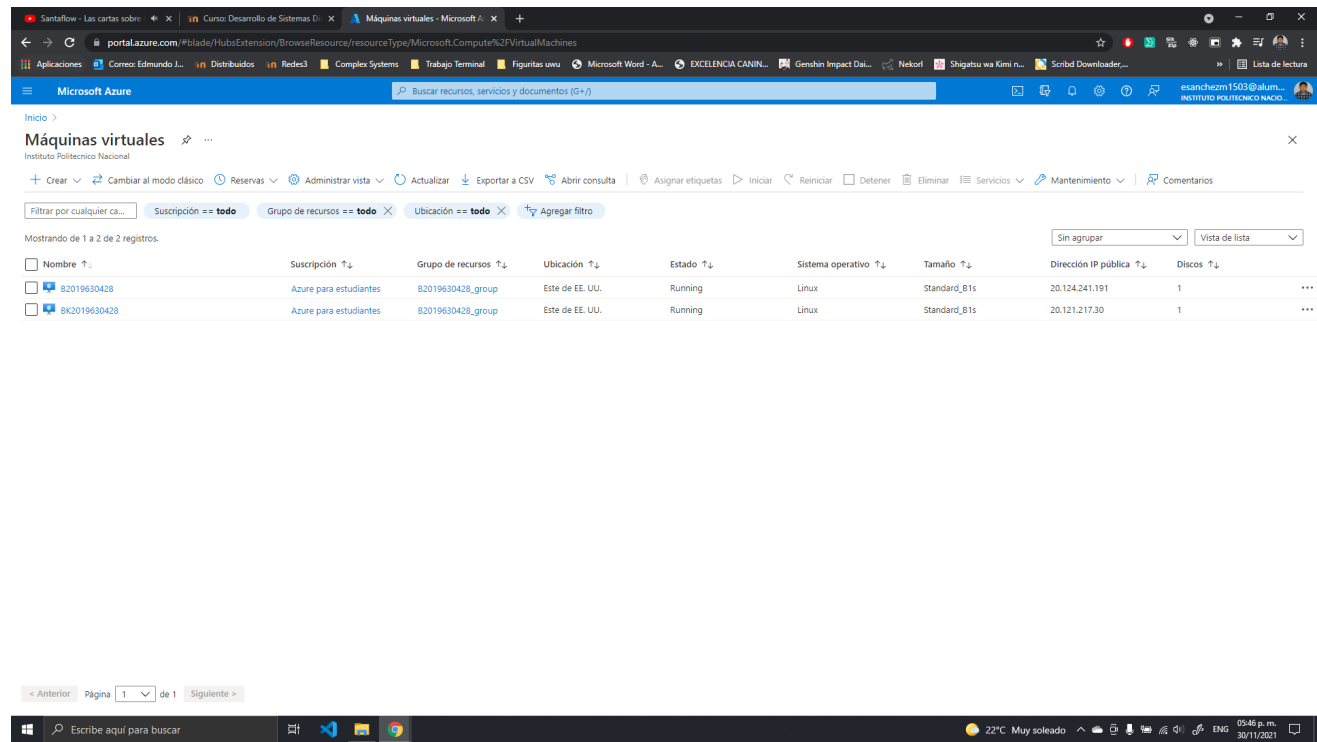 Santaflow - Las cartas sobre
Curso: Desarrollo de Sistemas Di
Máquinas virtuales - Microsoft A
portal.azure.com/#blade/HubsExtension/BrowseResource/resourceType/Microsoft.Compute%2FVirtualMachines
Aplicaciones Correo: Edmundo J... Distribuidos Redes3 Complex Systems Trabajo Terminal Figuritas uwu Microsoft Word - A... EXCELENCIA CANIN... Genshin Impact Dai... Nekorl Shigatsu wa Kimi n... Scribd Downloader,... » Lista de lectura
Microsoft Azure
Buscar recursos, servicios y documentos (G+/)
esanchezm1503@alum...
INSTITUTO POLITECNICO NACIO...
Inicio >
Máquinas virtuales ...
Instituto Politecnico Nacional
Crear Cambiar al modo clásico Reservas Administrar vista Actualizar Exportar a CSV Abrir consulta Asignar etiquetas Iniciar Reiniciar Detener Eliminar Servicios Mantenimiento Comentarios
Filtrar por cualquier ca... Suscripción == todo Grupo de recursos == todo Ubicación == todo Agregar filtro
Mostrando de 1 a 2 de 2 registros. Sin agrupar Vista de lista
Nombre Suscripción Grupo de recursos Ubicación Estado Sistema operativo Tamaño Dirección IP pública Discos
B2019630428 Azure para estudiantes B2019630428_group Este de EE. UU. Running Linux Standard_B1s 20.124.241.191 1
BK2019630428 Azure para estudiantes B2019630428_group Este de EE. UU. Running Linux Standard_B1s 20.121.217.30 1
< Anterior Página 1 de 1 Siguiente >
Escribe aquí para buscar
22°C Muy soleado ENG
05:46 p. m.
30/11/2021